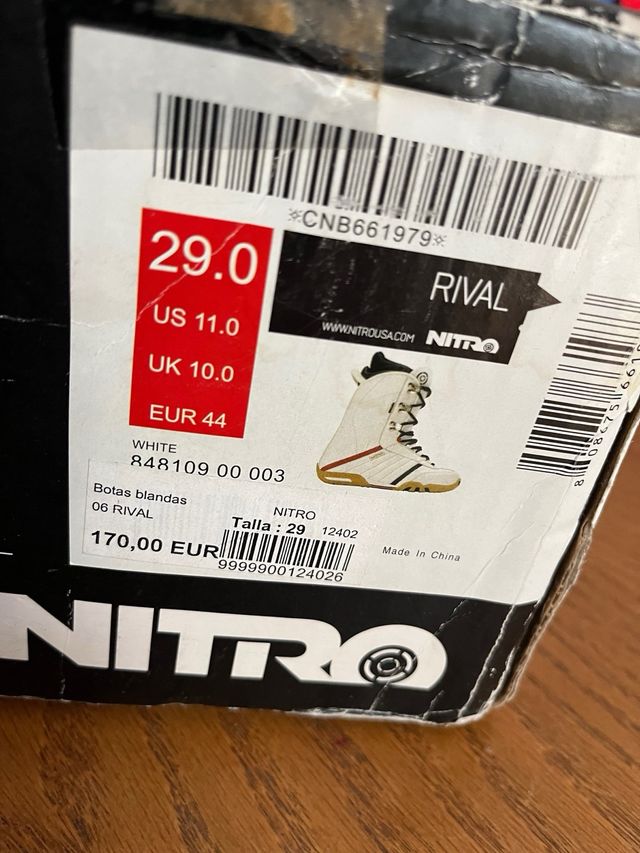 ※CNB661979※
29.0
US 11.0
UK 10.0
EUR 44
RIVAL
WWW.NITROUSA.COM NITRO
WHITE
848109 00 003
Botas blandas
06 RIVAL
NITRO
Talla : 29 12402
170,00 EUR
9999900124026
Made In China
NITRO